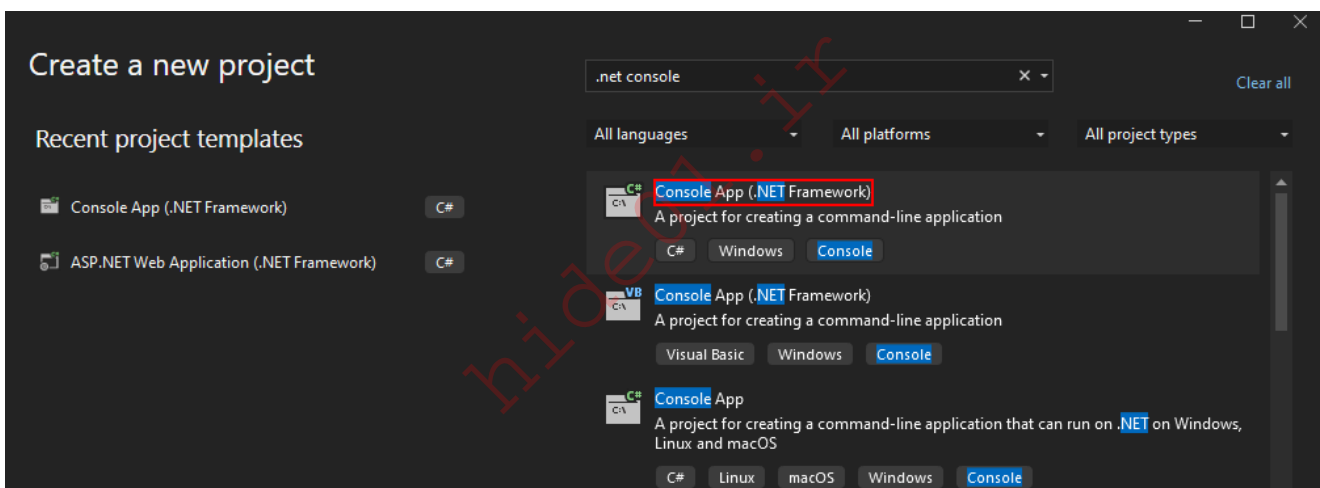 Create a new project
.net console
Clear all
Recent project templates
All languages
All platforms
All project types
Console App (.NET Framework)
C#
ASP.NET Web Application (.NET Framework)
C#
C#
C:\
Console App (.NET Framework)
A project for creating a command-line application
C#
Windows
Console
VB
C:\
Console App (.NET Framework)
A project for creating a command-line application
Visual Basic
Windows
Console
C#
C:\
Console App
A project for creating a command-line application that can run on .NET on Windows,
Linux and macOS
C#
Linux
macOS
Windows
Console